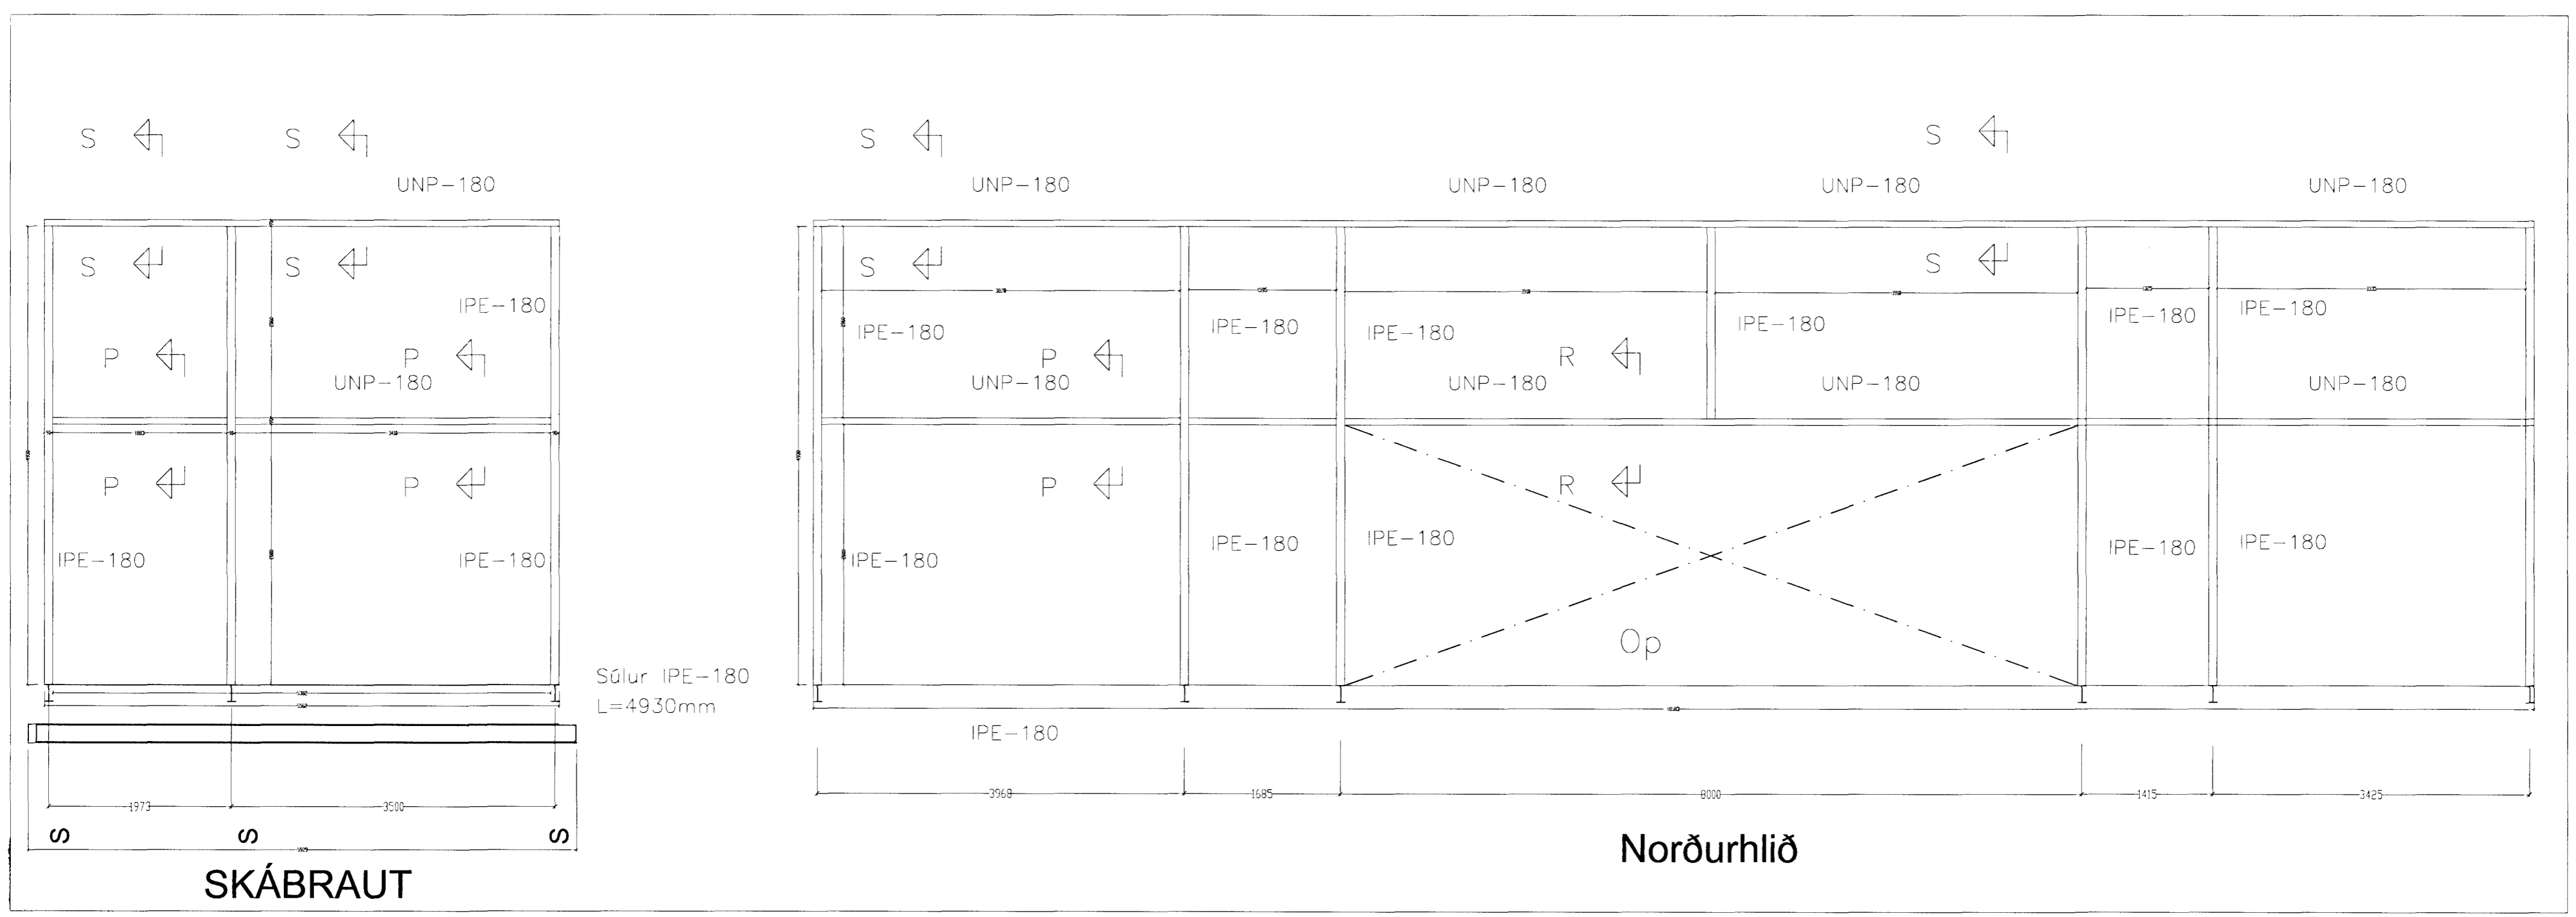 S
S
S
S
UNP-180
UNP-180
UNP-180
UNP-180
UNP-180
S
S
S
S
IPE-180
IPE-180
IPE-180
IPE-180
IPE-180
IPE-180
IPE-180
P
P
P
R
UNP-180
UNP-180
UNP-180
UNP-180
UNP-180
P
P
P
R
IPE-180
IPE-180
IPE-180
IPE-180
IPE-180
IPE-180
IPE-180
Op
Súlur IPE-180
L=4930mm
IPE-180
1973
3500
3968
1685
8000
1415
3425
S
S
S
SKÁBRAUT
Norðurhlið